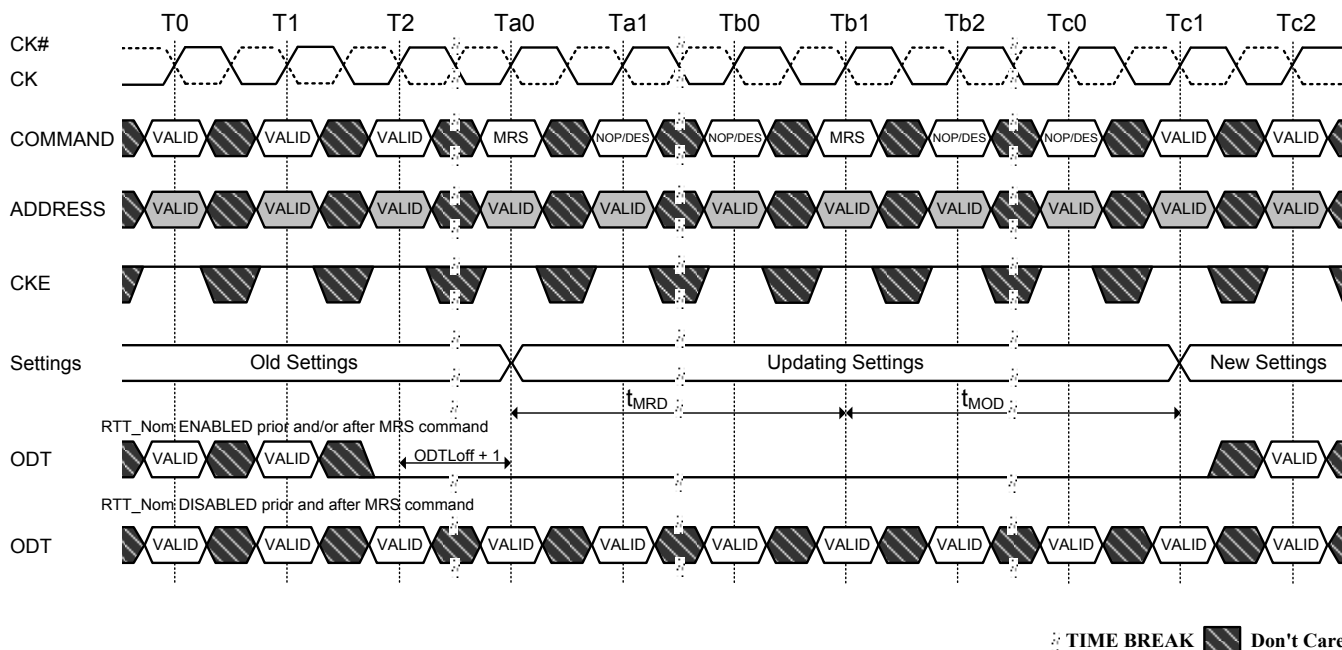 T0 T1 T2 Ta0 Ta1 Tb0 Tb1 Tb2 Tc0 Tc1 Tc2
CK#
CK
COMMAND VALID VALID VALID MRS NOP/DES NOP/DES MRS NOP/DES NOP/DES VALID VALID
ADDRESS VALID VALID VALID VALID VALID VALID VALID VALID VALID VALID VALID
CKE
Settings Old Settings Updating Settings New Settings
tMRD tMOD
RTT_Nom ENABLED prior and/or after MRS command
ODT VALID VALID ODTLoff + 1 VALID
RTT_Nom DISABLED prior and after MRS command
ODT VALID VALID VALID VALID VALID VALID VALID VALID VALID VALID VALID
TIME BREAK Don't Care